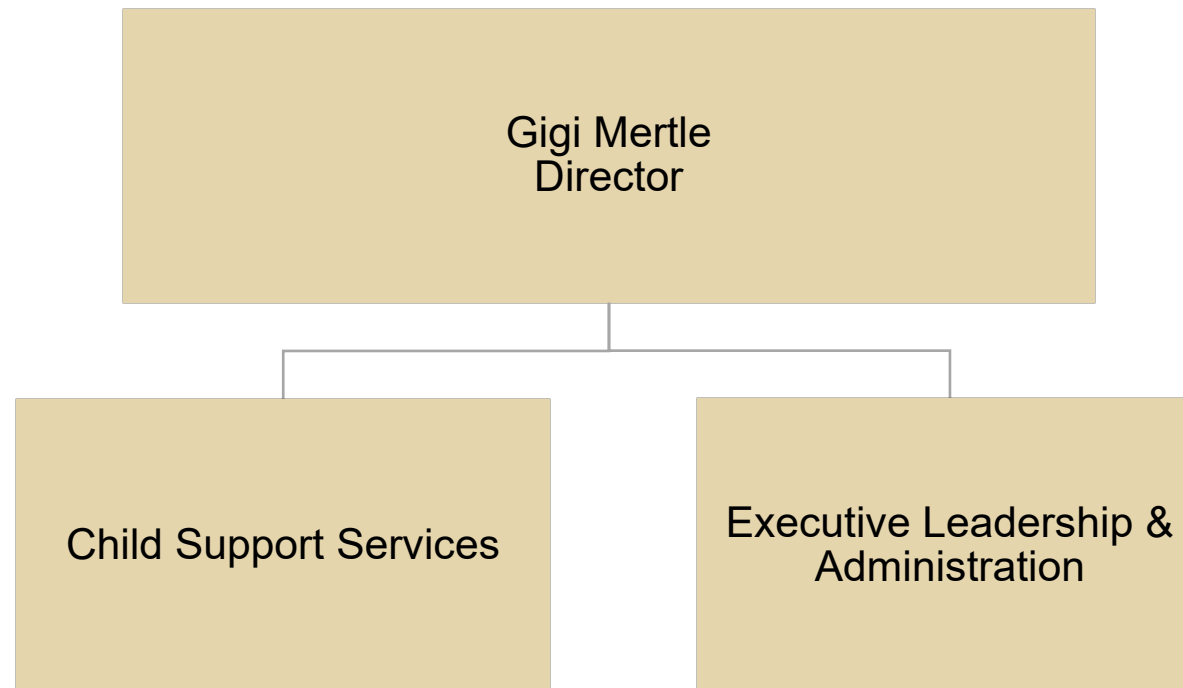 Gigi Mertle
Director
Child Support Services
Executive Leadership &
Administration